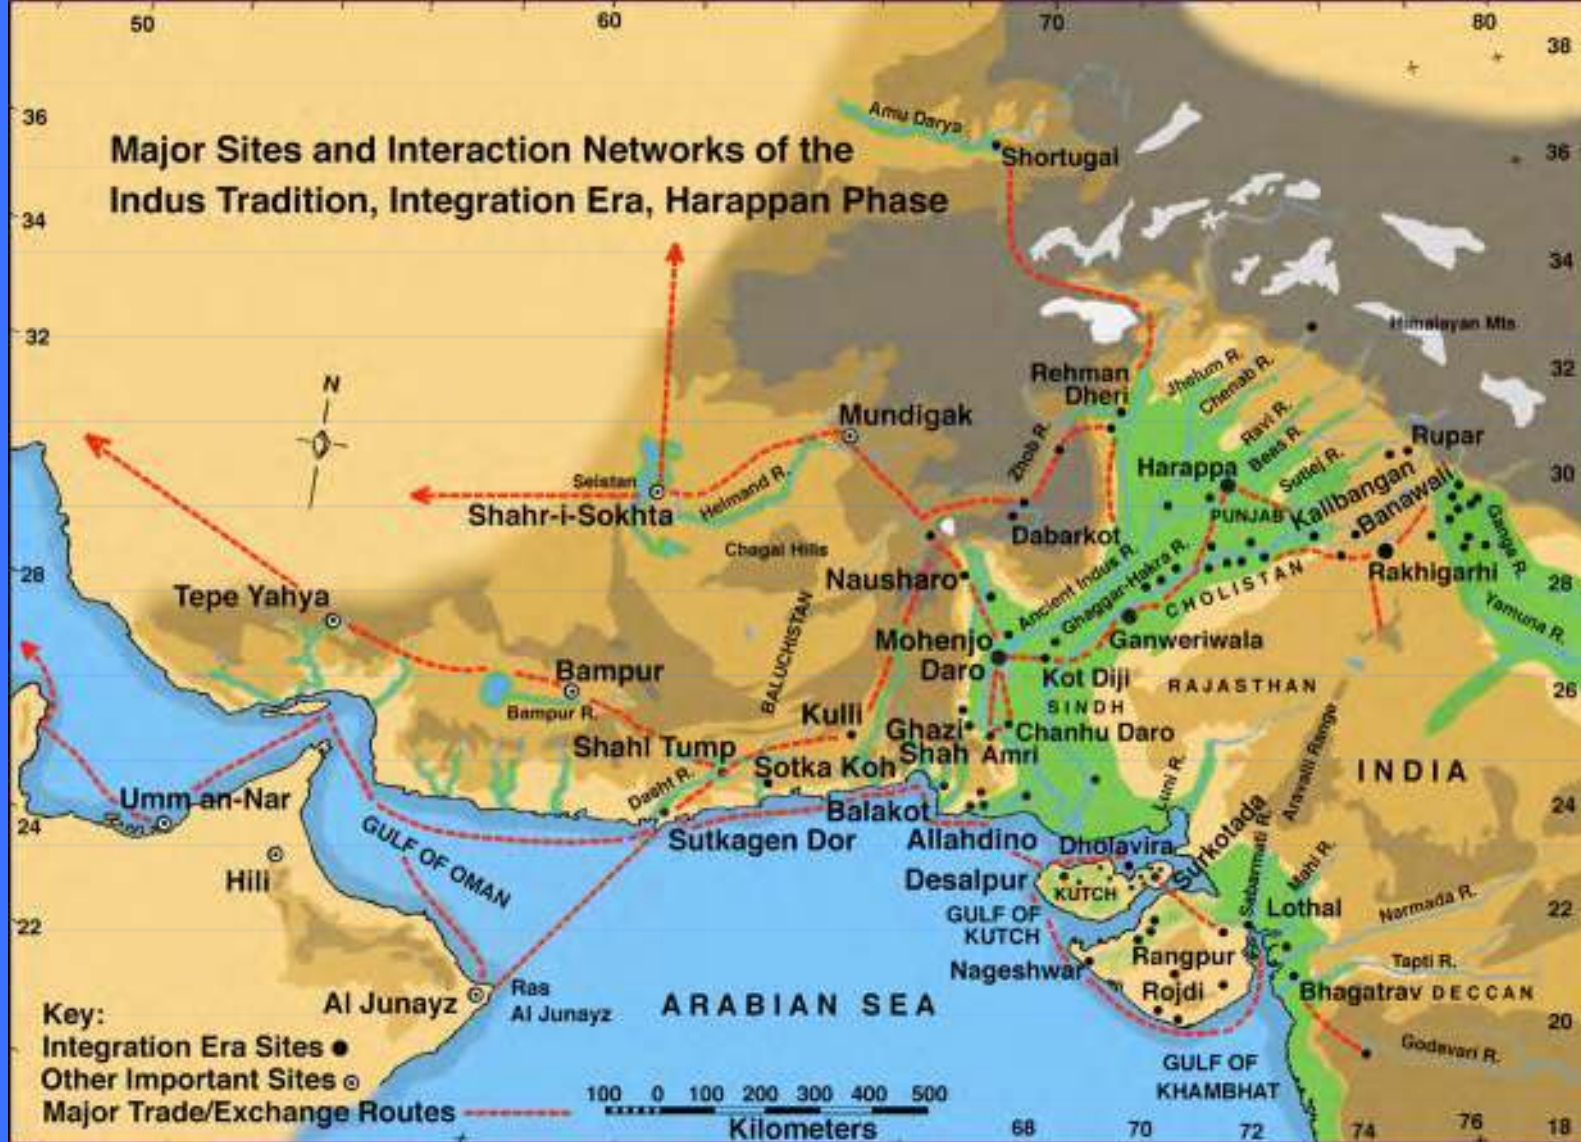 50
60
70
80
38
36
34
32
28
24
22
36
34
32
30
28
26
24
22
20
18
68
70
72
74
76
Major Sites and Interaction Networks of the
Indus Tradition, Integration Era, Harappan Phase
N
Amu Darya
Shortugai
Himalayan Mts
Rehman
Dheri
Jhelum R.
Chenab R.
Ravi R.
Beas R.
Sutlej R.
Rupar
Mundigak
Zhob R.
Harappa
PUNJAB
Kalibangan
Banawali
Seistan
Helmand R.
Shahr-i-Sokhta
Dabarkot
Chagai Hills
Nausharo
Ancient Indus R.
Ghaggar-Hakra R.
CHOLISTAN
Rakhigarhi
Ganga R.
Yamuna R.
Tepe Yahya
Mohenjo
Daro
Ganweriwala
BALUCHISTAN
Bampur
Bampur R.
Kot Diji
RAJASTHAN
SINDH
Kulli
Ghazi
Shah
Amri
Chanhu Daro
Shahl Tump
Dasht R.
Sotka Koh
Luni R.
Aravalli Range
INDIA
Umm-an-Nar
Balakot
Sutkagen Dor
Allahdino
Dholavira
Surkotada
Sabarmati R.
Mahi R.
GULF OF OMAN
Hili
Desalpur
KUTCH
GULF OF
KUTCH
Lothal
Narmada R.
Nageshwar
Rangpur
Rojdi
Tapti R.
Bhagatrav
DECCAN
Al Junayz
Ras
Al Junayz
ARABIAN SEA
Godavari R.
GULF OF
KHAMBHAT
Key:
Integration Era Sites
Other Important Sites
Major Trade/Exchange Routes
100 0 100 200 300 400 500
Kilometers